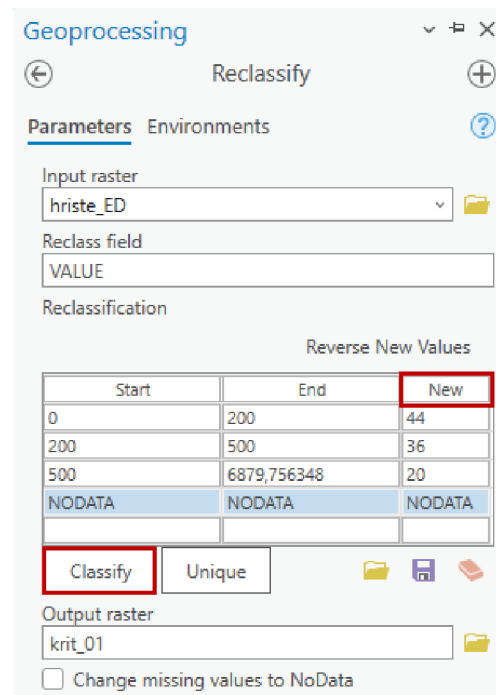 Geoprocessing
Reclassify
Parameters Environments
Input raster
hriste_ED
Reclass field
VALUE
Reclassification
Reverse New Values
Start End New
0 200 44
200 500 36
500 6879,756348 20
NODATA NODATA NODATA
Classify Unique
Output raster
krit_01
Change missing values to NoData